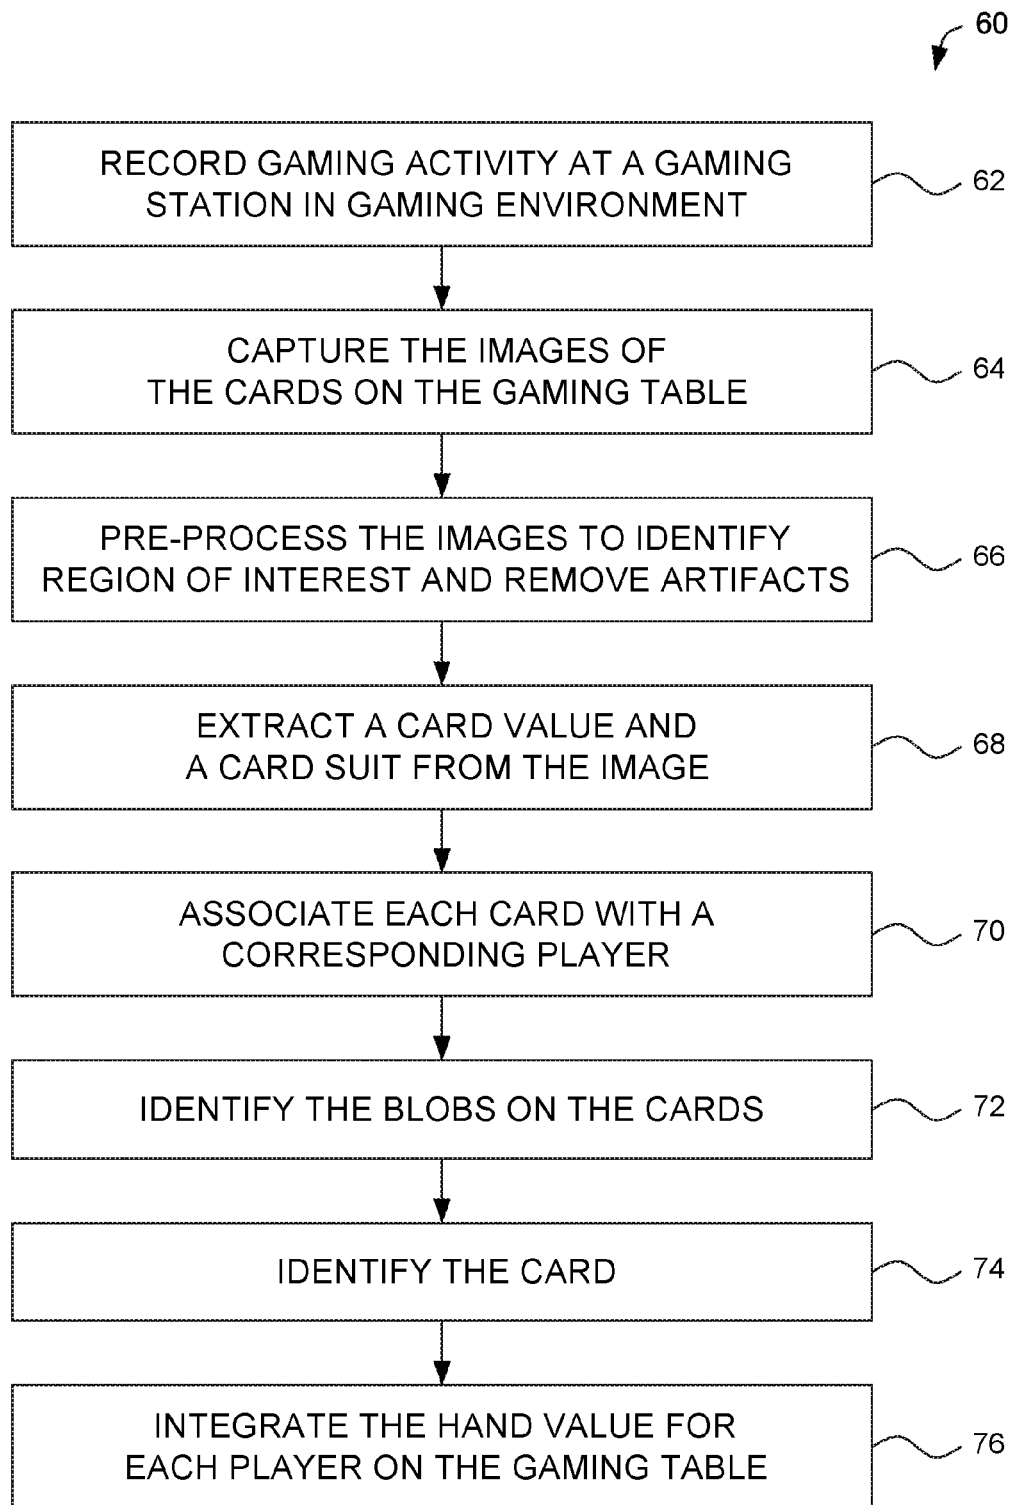 60
RECORD GAMING ACTIVITY AT A GAMING
STATION IN GAMING ENVIRONMENT
62
CAPTURE THE IMAGES OF
THE CARDS ON THE GAMING TABLE
64
PRE-PROCESS THE IMAGES TO IDENTIFY
REGION OF INTEREST AND REMOVE ARTIFACTS
66
EXTRACT A CARD VALUE AND
A CARD SUIT FROM THE IMAGE
68
ASSOCIATE EACH CARD WITH A
CORRESPONDING PLAYER
70
IDENTIFY THE BLOBS ON THE CARDS
72
IDENTIFY THE CARD
74
INTEGRATE THE HAND VALUE FOR
EACH PLAYER ON THE GAMING TABLE
76